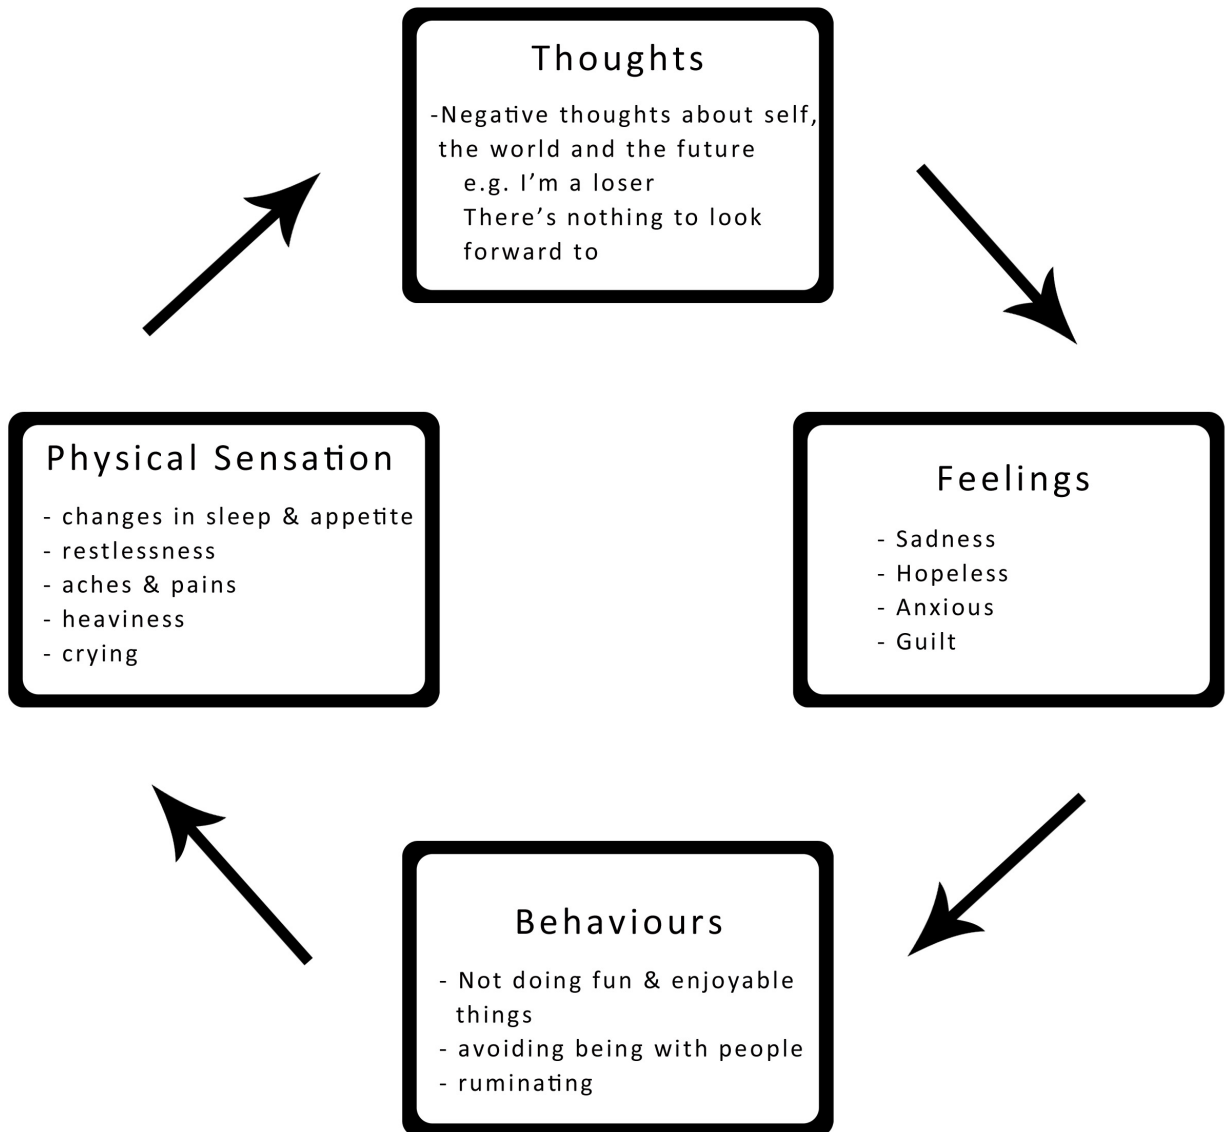 Thoughts
-Negative thoughts about self,
the world and the future
e.g. I'm a loser
There's nothing to look
forward to
Physical Sensation
- changes in sleep & appetite
- restlessness
- aches & pains
- heaviness
- crying
Feelings
- Sadness
- Hopeless
- Anxious
- Guilt
Behaviours
- Not doing fun & enjoyable
things
- avoiding being with people
- ruminating